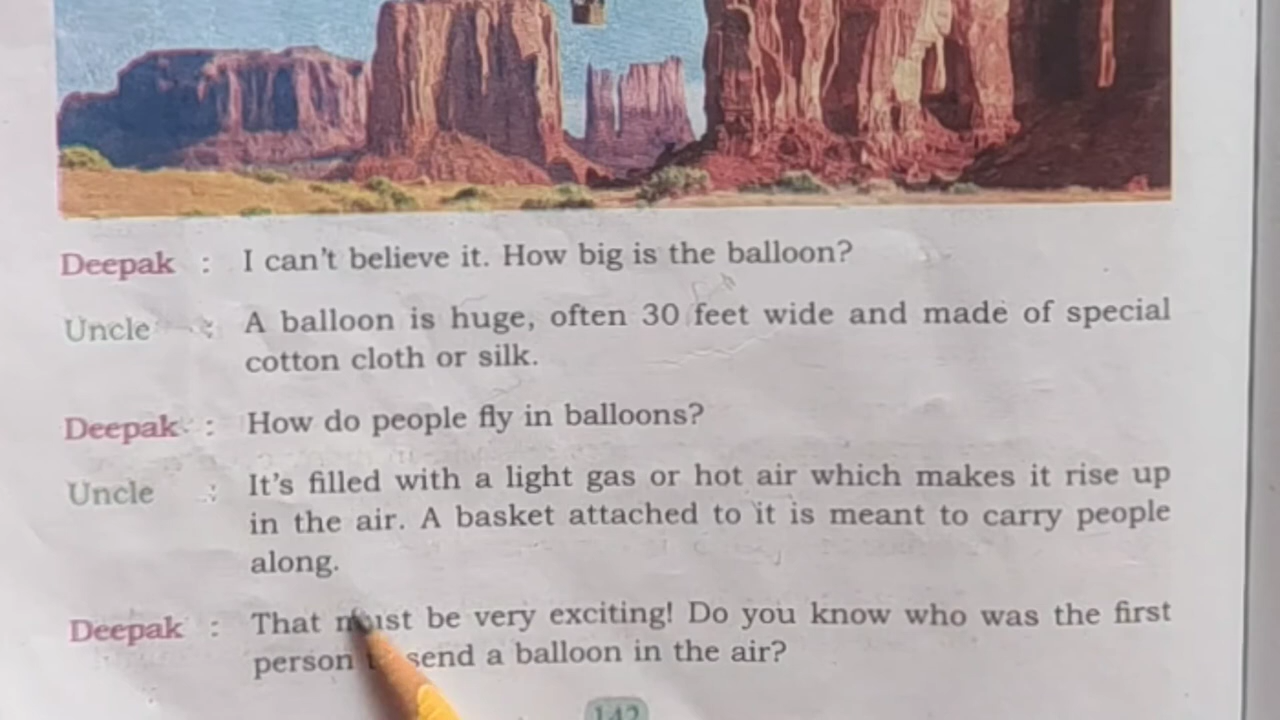 Deepak : I can't believe it. How big is the balloon?
Uncle : A balloon is huge, often 30 feet wide and made of special
cotton cloth or silk.
Deepak : How do people fly in balloons?
Uncle : It's filled with a light gas or hot air which makes it rise up
in the air. A basket attached to it is meant to carry people
along.
Deepak : That must be very exciting! Do you know who was the first
person send a balloon in the air?
142